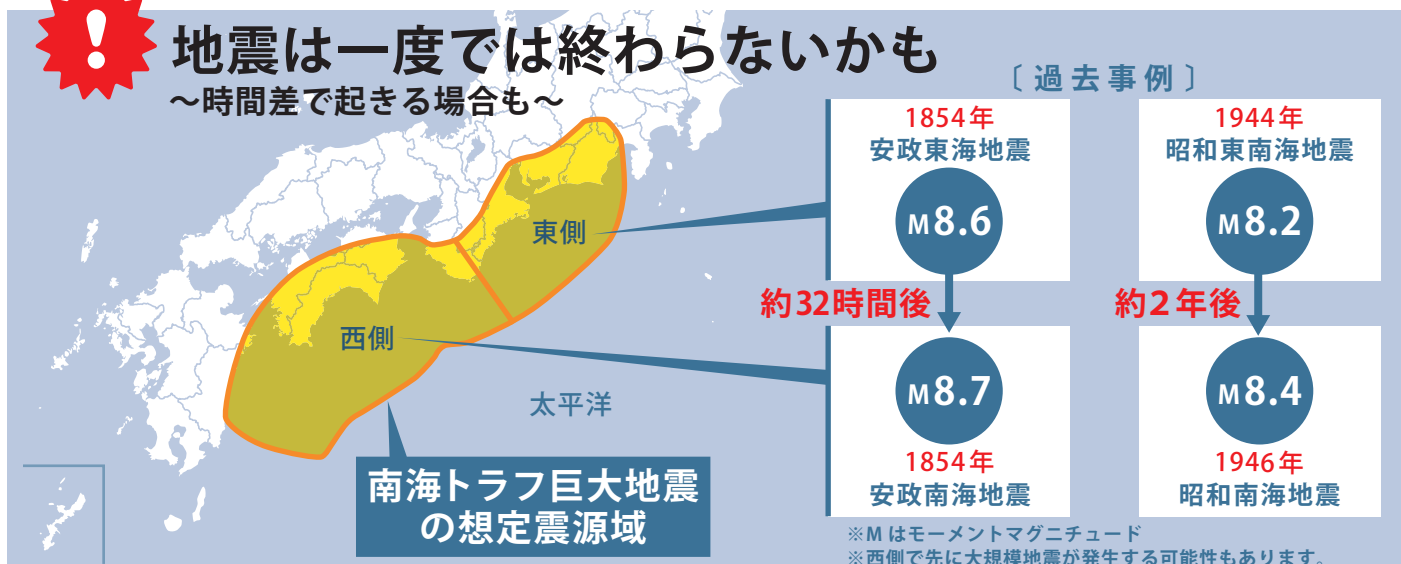 !
地震は一度では終わらないかも
～時間差で起きる場合も～
〔過去事例〕
1854年
安政東海地震
M8.6
約32時間後
M8.7
1854年
安政南海地震
1944年
昭和東南海地震
M8.2
約2年後
M8.4
1946年
昭和南海地震
東側
西側
太平洋
南海トラフ巨大地震
の想定震源域
※M はモーメントマグニチュード
※西側で先に大規模地震が発生する可能性もあります。